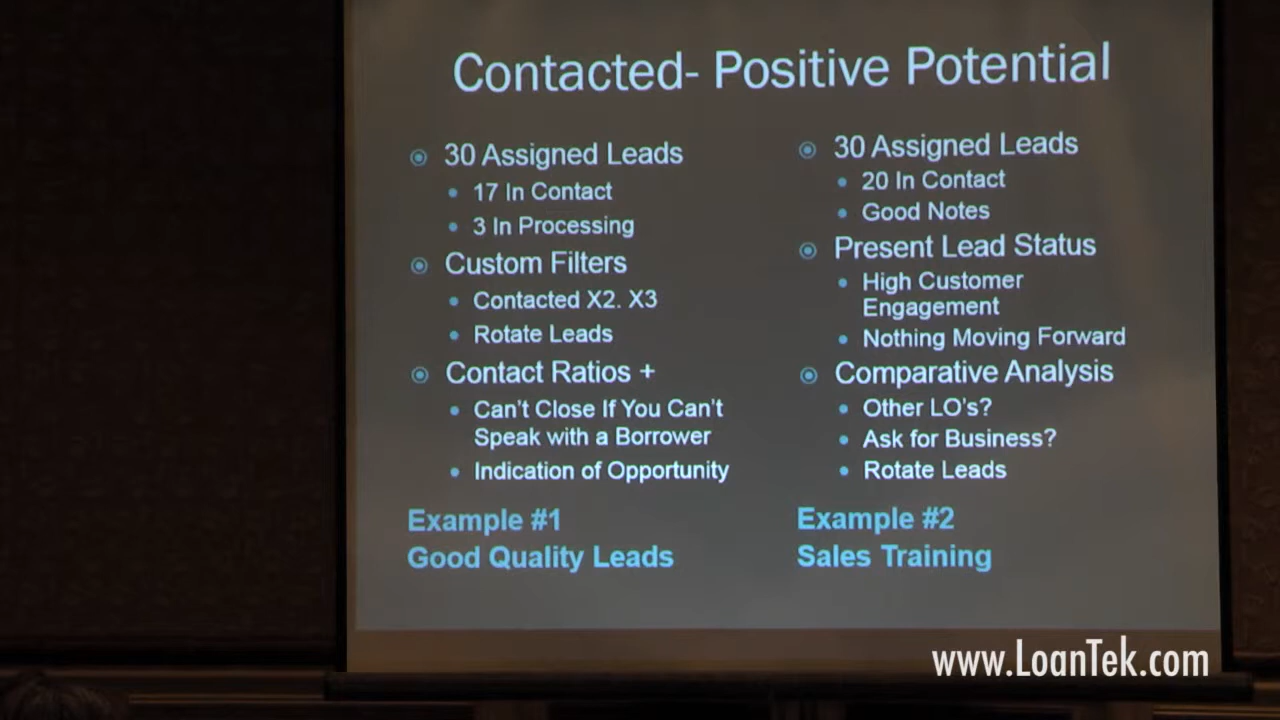 Contacted- Positive Potential
30 Assigned Leads
17 In Contact
3 In Processing
Custom Filters
Contacted X2. X3
Rotate Leads
Contact Ratios +
Can't Close If You Can't
Speak with a Borrower
Indication of Opportunity
Example #1
Good Quality Leads
30 Assigned Leads
20 In Contact
Good Notes
Present Lead Status
High Customer
Engagement
Nothing Moving Forward
Comparative Analysis
Other LO's?
Ask for Business?
Rotate Leads
Example #2
Sales Training
www.LoanTek.com